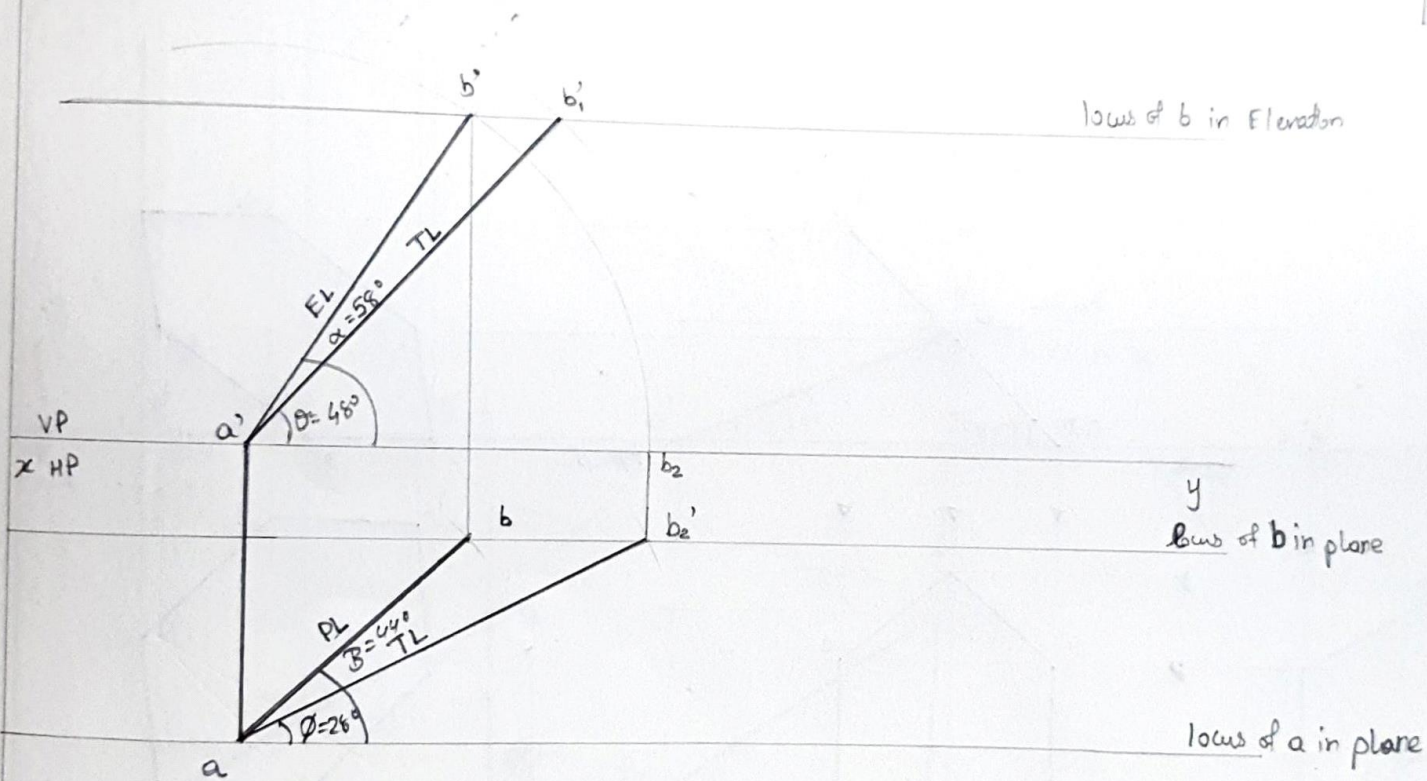 b' b'₁
locus of b in Elevation
EL TL
α = 58°
VP a' θ = 48°
x HP b₂
y
b b₂'
locus of b in plane
PL
B = 44°
TL
Ø = 28°
a
locus of a in plane